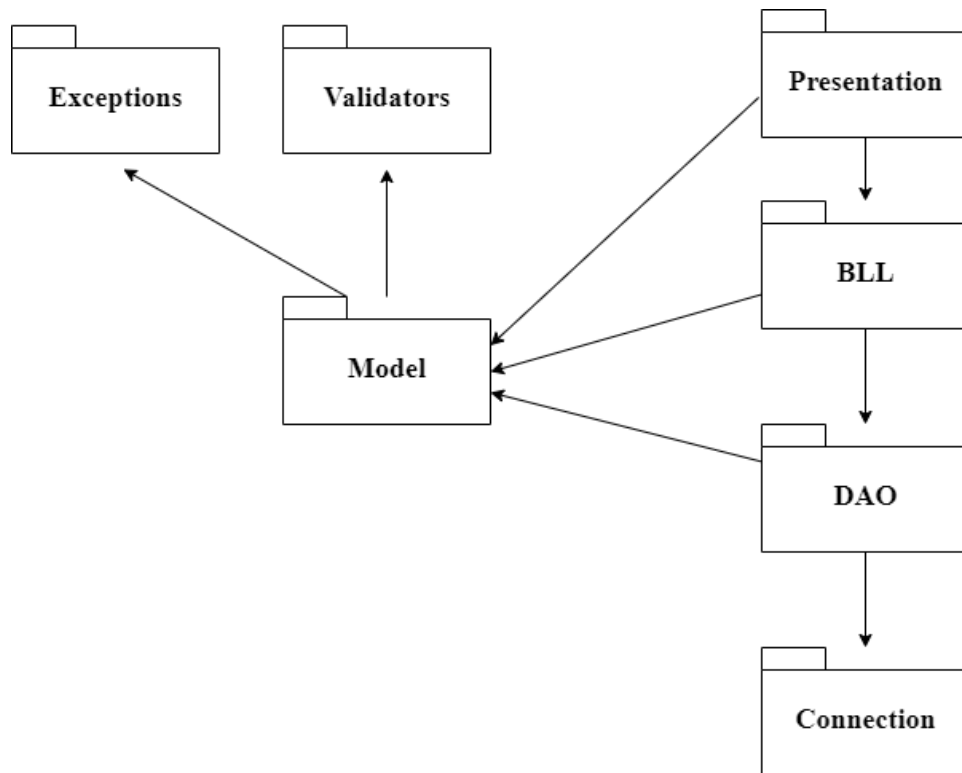 Exceptions
Validators
Presentation
BLL
Model
DAO
Connection